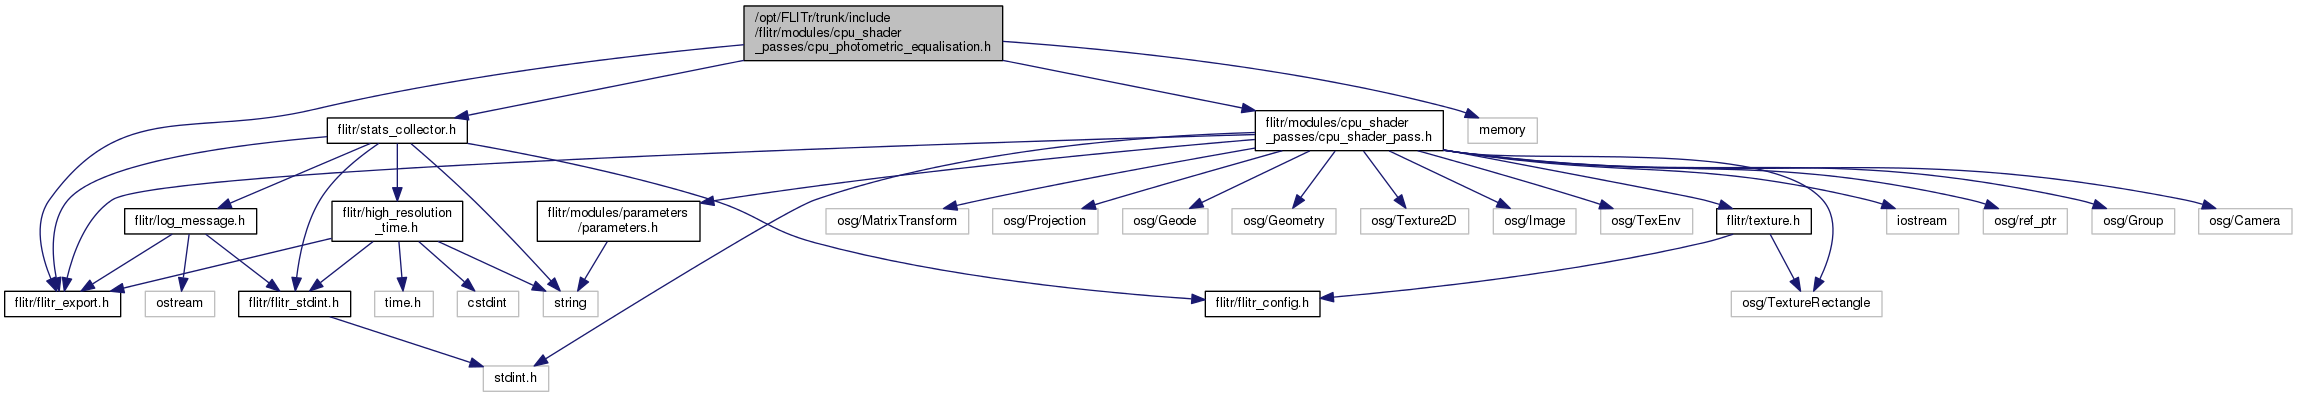 /opt/FLITr/trunk/include
/flitr/modules/cpu_shader
_passes/cpu_photometric_equalisation.h
flitr/stats_collector.h
flitr/modules/cpu_shader
_passes/cpu_shader_pass.h
memory
flitr/log_message.h
flitr/high_resolution
_time.h
flitr/modules/parameters
/parameters.h
osg/MatrixTransform
osg/Projection
osg/Geode
osg/Geometry
osg/Texture2D
osg/Image
osg/TexEnv
flitr/texture.h
iostream
osg/ref_ptr
osg/Group
osg/Camera
flitr/flitr_export.h
ostream
flitr/flitr_stdint.h
time.h
cstdint
string
flitr/flitr_config.h
osg/TextureRectangle
stdint.h